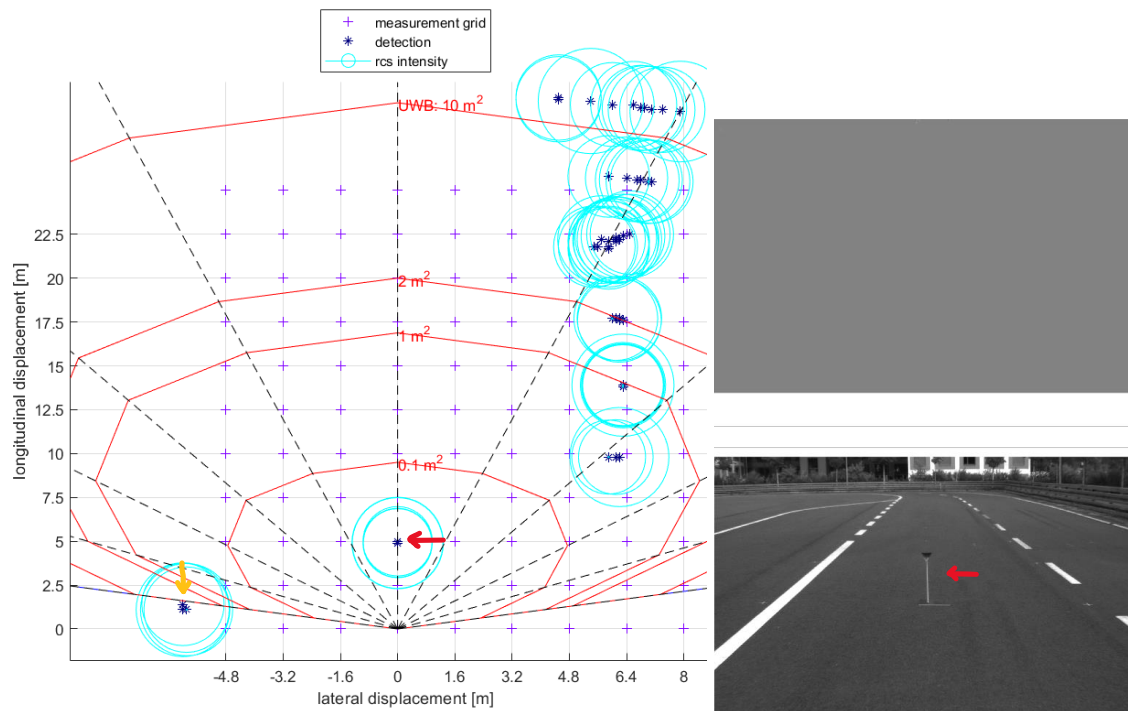 measurement grid
detection
rcs intensity
UWB: 10 m²
2 m²
1 m²
0.1 m²
longitudinal displacement [m]
22.5
20
17.5
15
12.5
10
7.5
5
2.5
0
-4.8
-3.2
-1.6
0
1.6
3.2
4.8
6.4
8
lateral displacement [m]